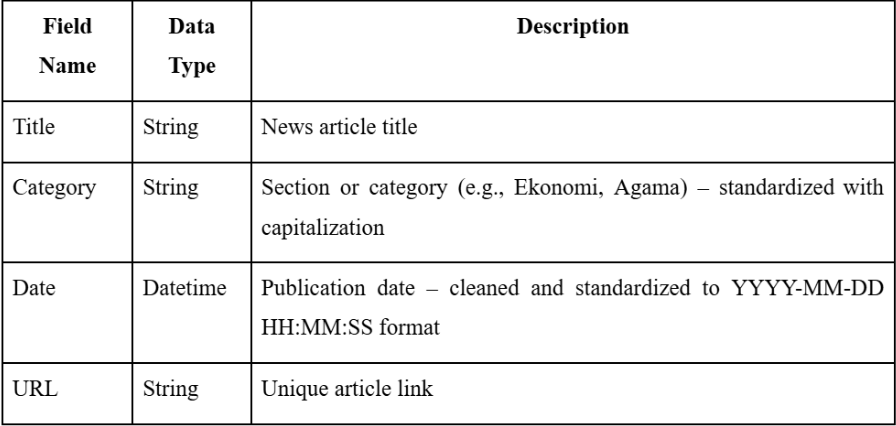 Field Name Data Type Description
Title String News article title
Category String Section or category (e.g., Ekonomi, Agama) – standardized with
capitalization
Date Datetime Publication date – cleaned and standardized to YYYY-MM-DD
HH:MM:SS format
URL String Unique article link